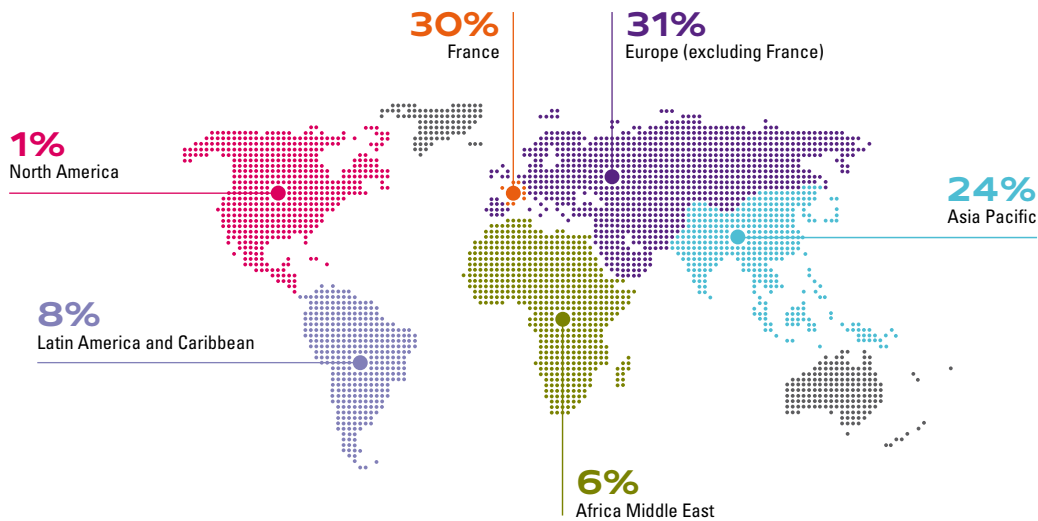 30%
France
31%
Europe (excluding France)
1%
North America
24%
Asia Pacific
8%
Latin America and Caribbean
6%
Africa Middle East